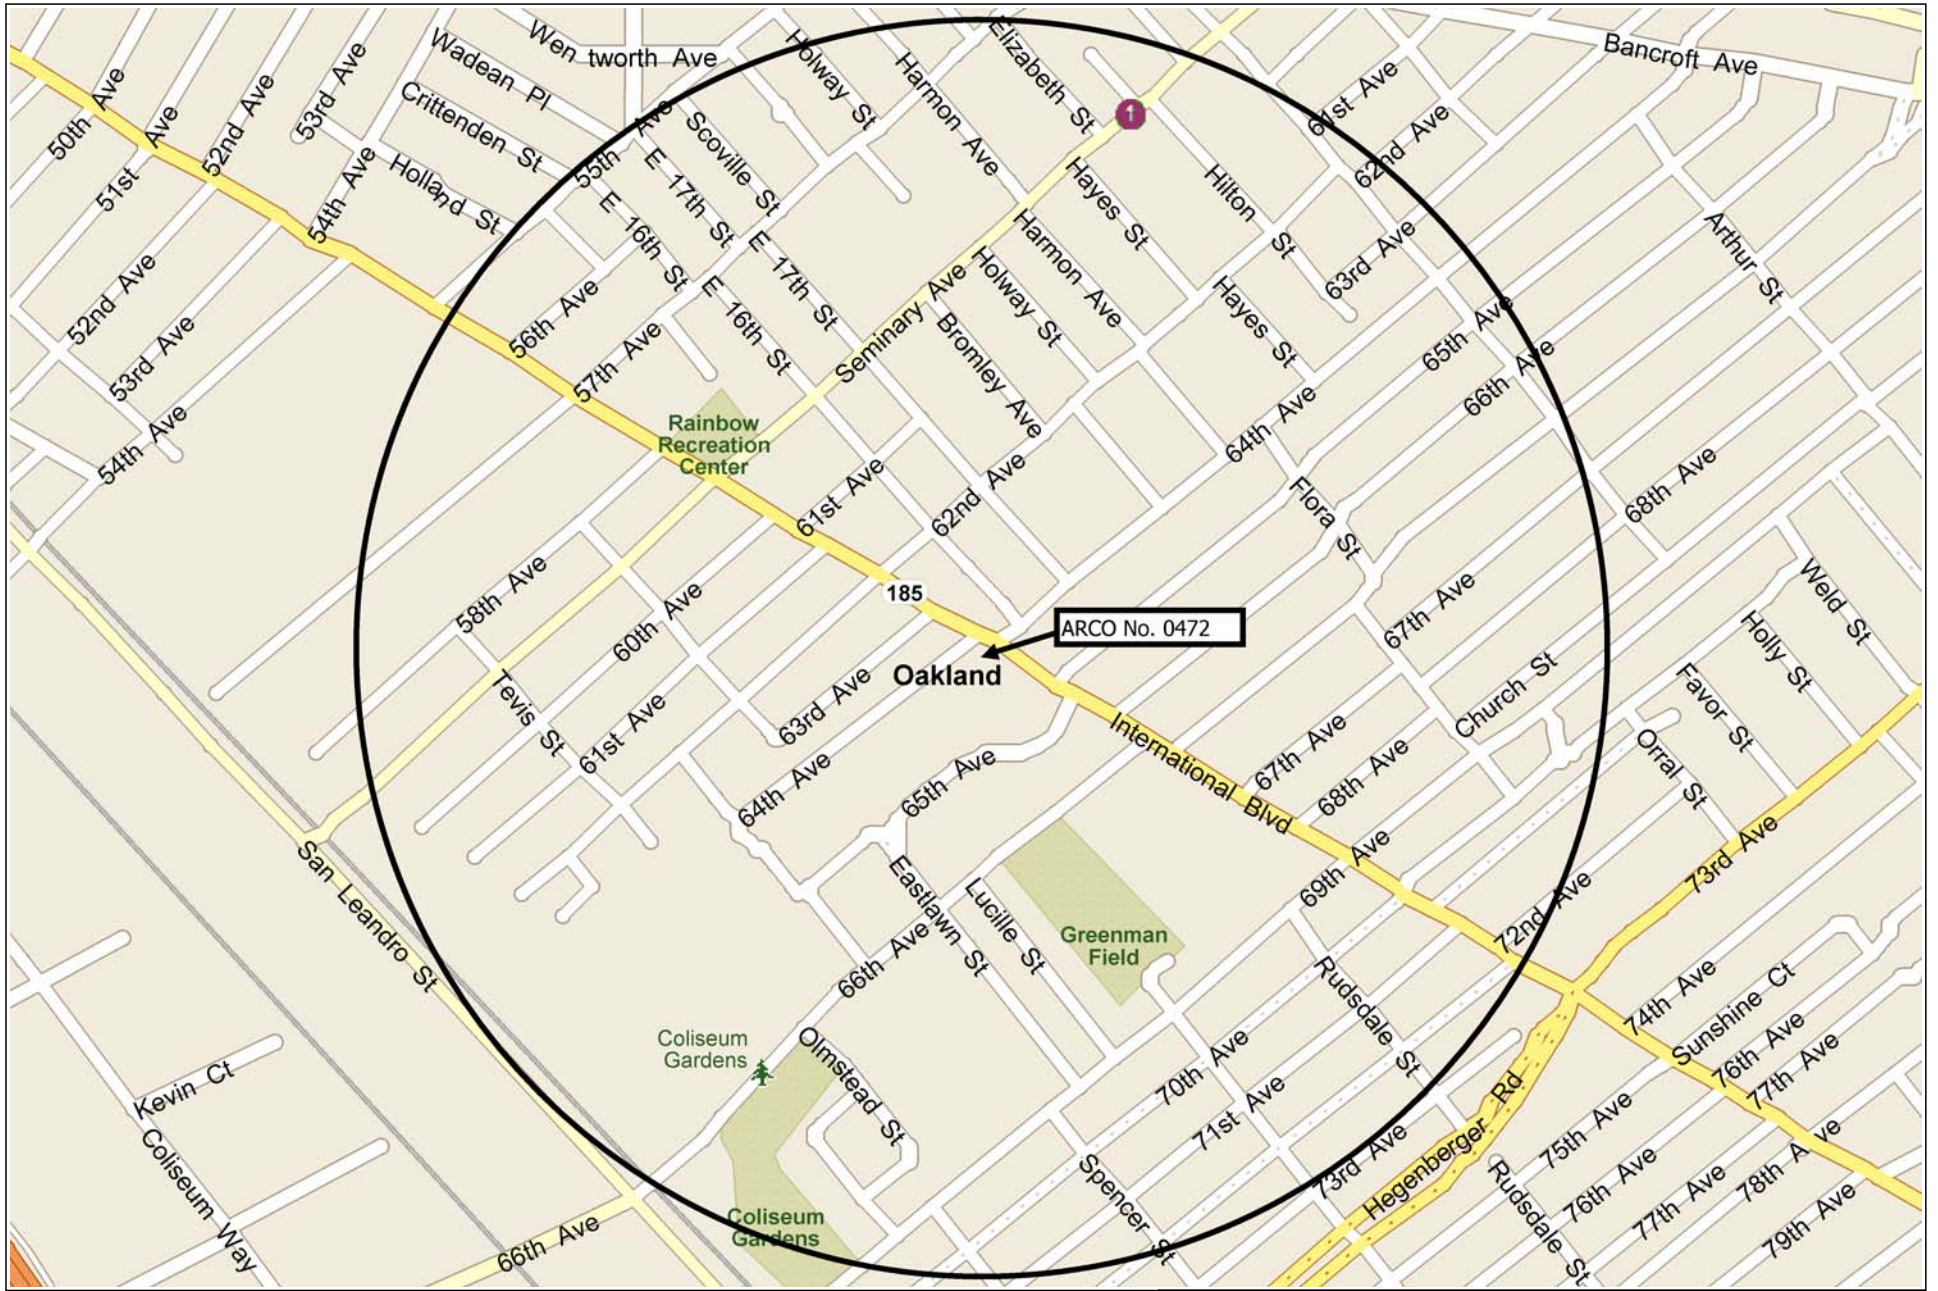 Wentworth Ave
Bancroft Ave
Wadean Pl
Crittenden St
53rd Ave
52nd Ave
51st Ave
50th Ave
Holland St
54th Ave
55th Ave
Scoville St
E 17th St
E 16th St
Holway St
Harmon Ave
Elizabeth St
1
61st Ave
62nd Ave
Hayes St
Hilton St
63rd Ave
Arthur St
52nd Ave
53rd Ave
54th Ave
56th Ave
57th Ave
E 17th St
E 16th St
Seminary Ave
Harmon Ave
Holway St
Bromley Ave
Hayes St
65th Ave
66th Ave
64th Ave
68th Ave
Rainbow
Recreation
Center
61st Ave
62nd Ave
Flora St
58th Ave
60th Ave
185
ARCO No. 0472
Oakland
67th Ave
Weld St
Holly St
Favor St
Church St
Orral St
Tevis St
61st Ave
63rd Ave
64th Ave
65th Ave
International Blvd
67th Ave
68th Ave
69th Ave
72nd Ave
73rd Ave
San Leandro St
Eastlawn St
Lucille St
Greenman
Field
66th Ave
Rudsdale St
74th Ave
Sunshine Ct
76th Ave
77th Ave
Coliseum
Gardens
Olmstead St
70th Ave
71st Ave
73rd Ave
Hegenberger Rd
75th Ave
76th Ave
77th Ave
78th Ave
79th Ave
Rudsdale St
Spencer St
Kevin Ct
Coliseum Way
66th Ave
Coliseum
Gardens